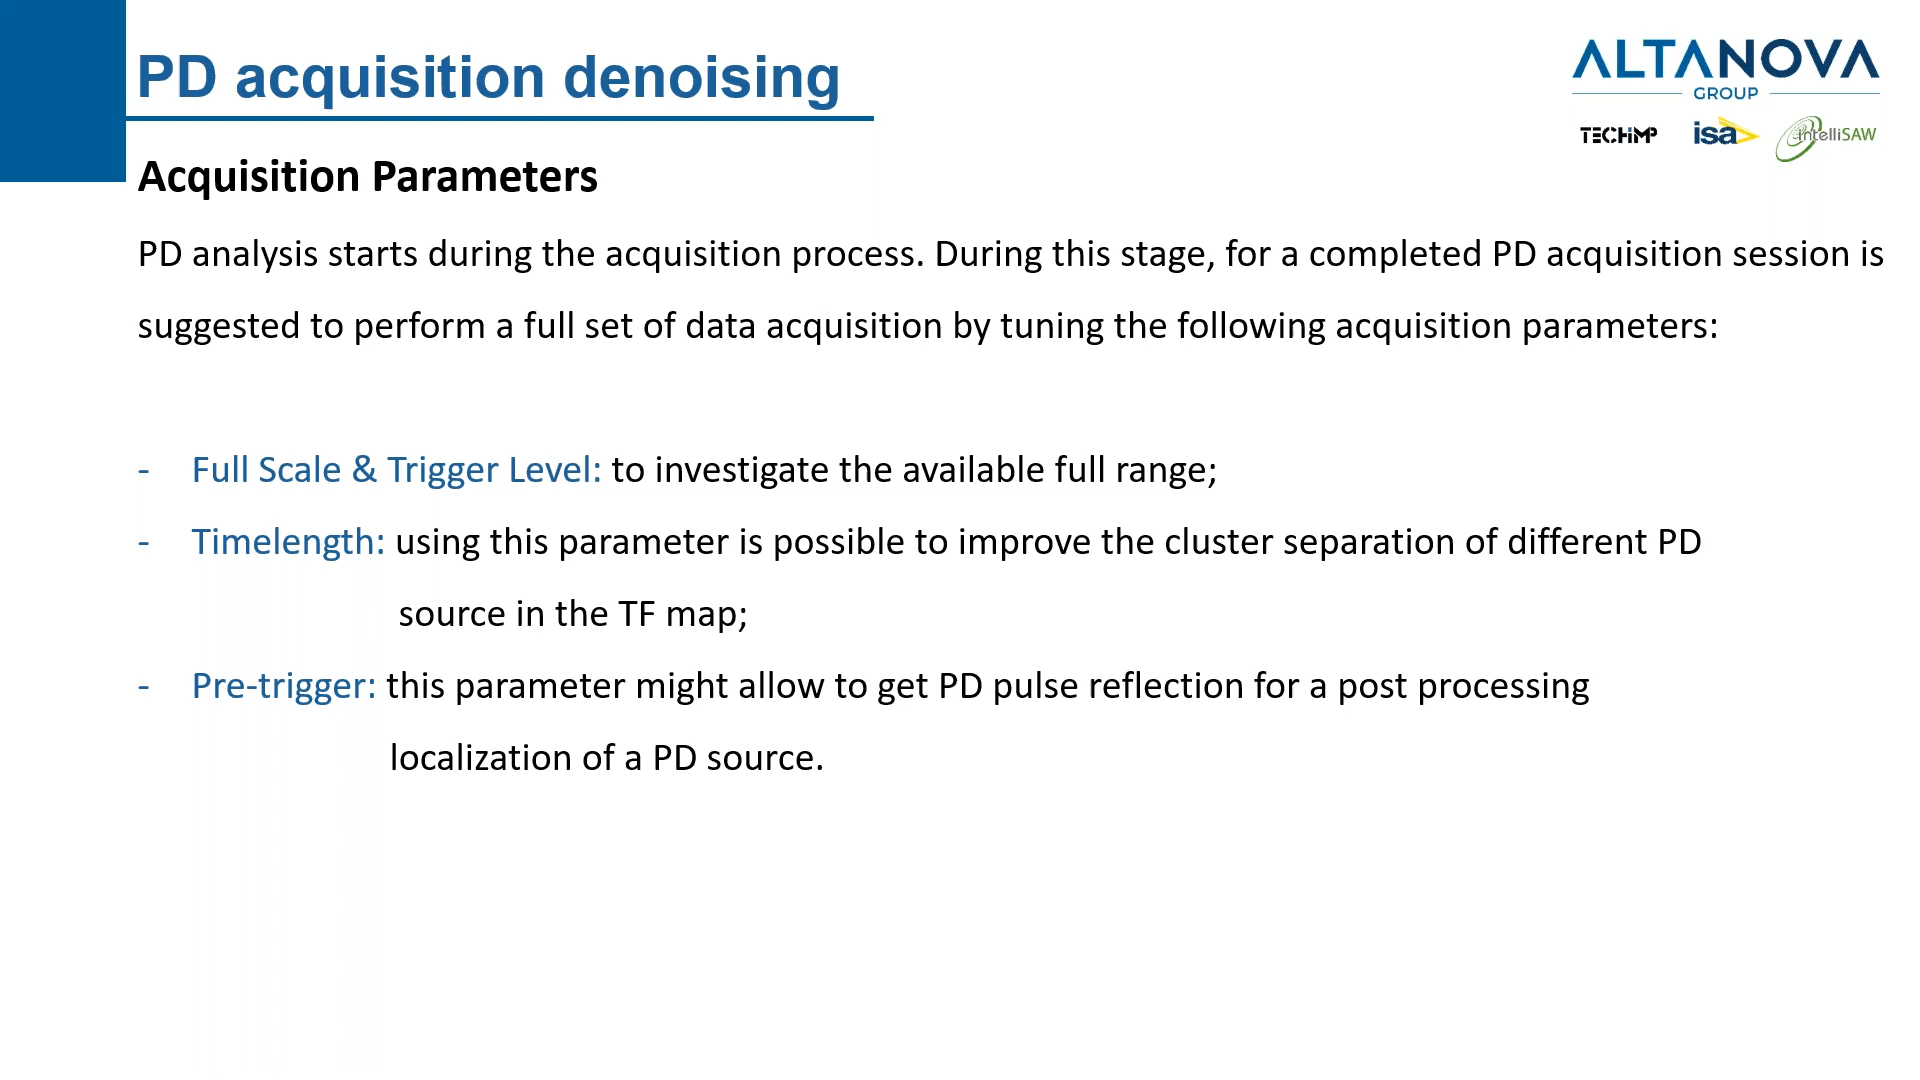 PD acquisition denoising
ALTANOVA
GROUP
TECHIMP
isa
intelliSAW
Acquisition Parameters
PD analysis starts during the acquisition process. During this stage, for a completed PD acquisition session is
suggested to perform a full set of data acquisition by tuning the following acquisition parameters:
- Full Scale & Trigger Level: to investigate the available full range;
- Timelength: using this parameter is possible to improve the cluster separation of different PD
source in the TF map;
- Pre-trigger: this parameter might allow to get PD pulse reflection for a post processing
localization of a PD source.